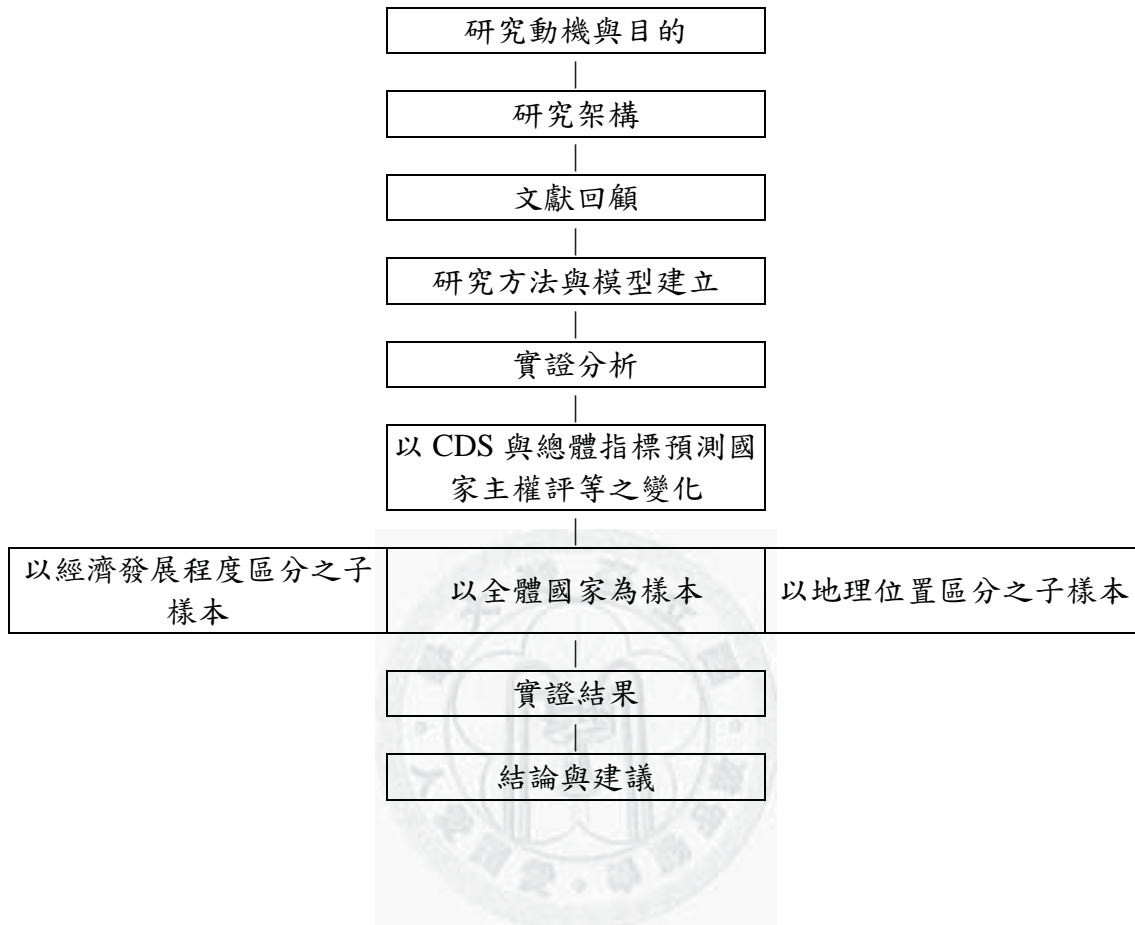 研究動機與目的
研究架構
文獻回顧
研究方法與模型建立
實證分析
以 CDS 與總體指標預測國
家主權評等之變化
以經濟發展程度區分之子
樣本
以全體國家為樣本
以地理位置區分之子樣本
實證結果
結論與建議